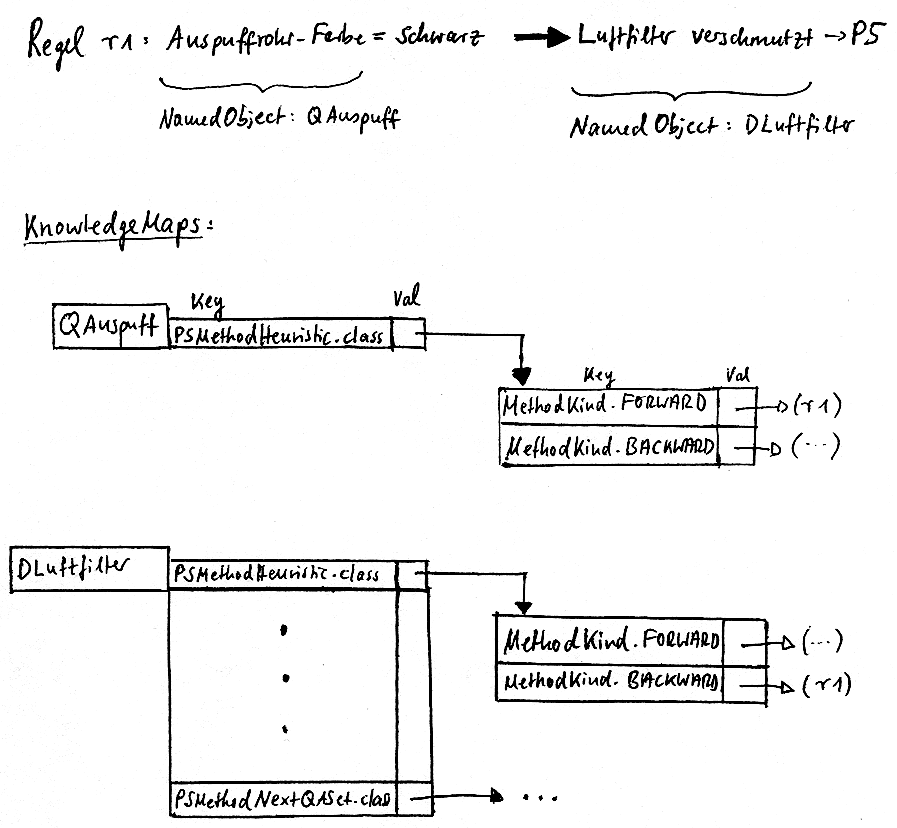 Regel r1: Auspuffrohr-Farbe = schwarz → Luftfilter verschmutzt → P5
NamedObject: QAuspuff
NamedObject: DLuftfilter
KnowledgeMaps:
Key Val
QAuspuff PSMethodHeuristic.class
Key Val
MethodKind.FORWARD (r1)
MethodKind.BACKWARD (...)
DLuftfilter PSMethodHeuristic.class
MethodKind.FORWARD (...)
MethodKind.BACKWARD (r1)
PSMethodNextQASet.clas ...